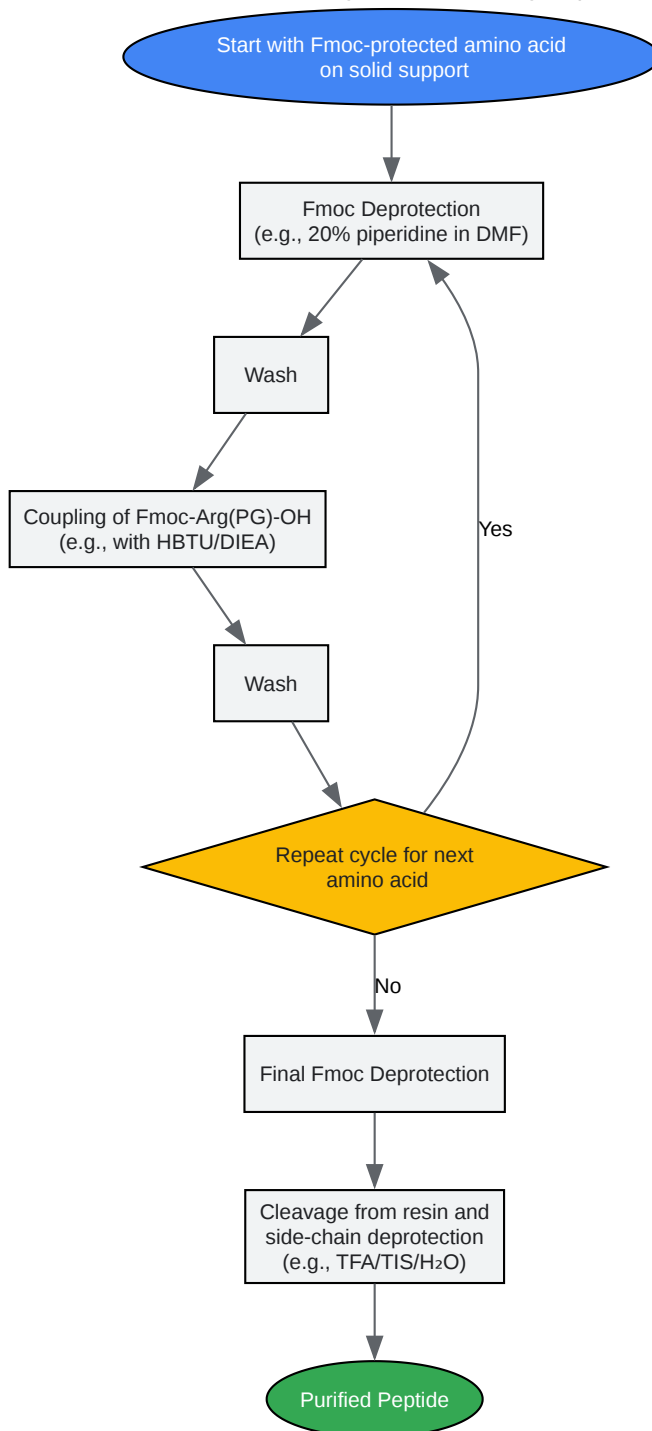 Start with Fmoc-protected amino acid
on solid support
Fmoc Deprotection
(e.g., 20% piperidine in DMF)
Wash
Coupling of Fmoc-Arg(PG)-OH
(e.g., with HBTU/DIEA)
Yes
Wash
Repeat cycle for next
amino acid
No
Final Fmoc Deprotection
Cleavage from resin and
side-chain deprotection
(e.g., TFA/TIS/H₂O)
Purified Peptide